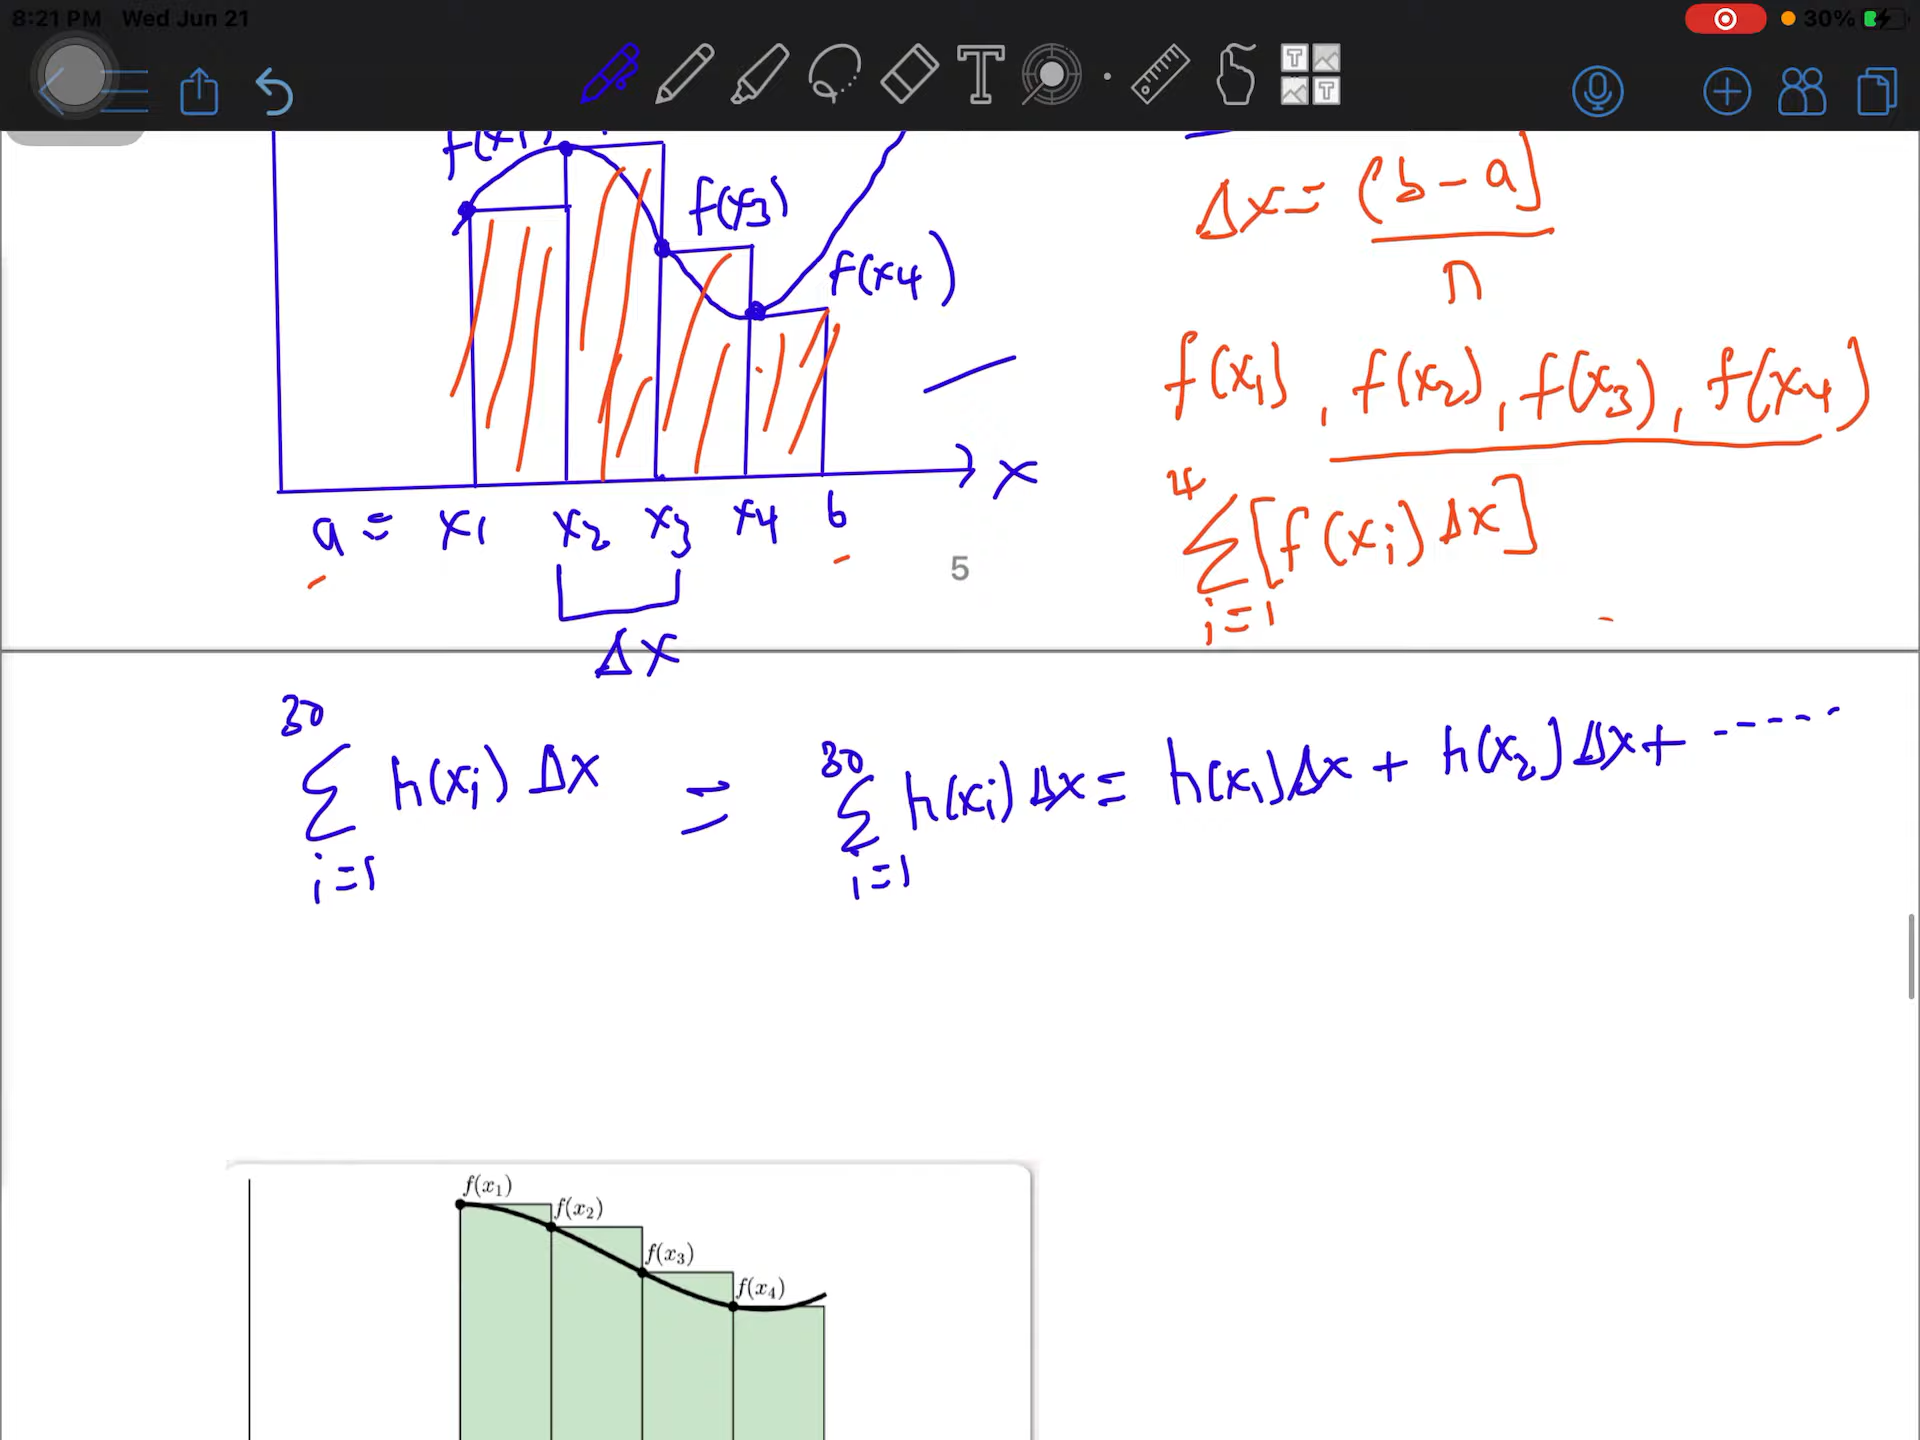 8:21 PM Wed Jun 21
30%
f(x1)
Δx = (b - a]
n
f(x3)
f(x4)
f(x1), f(x2), f(x3), f(x4)
4
Σ [f(xi) Δx]
i=1
x
a = x1 x2 x3 x4 b
5
Δx
30
Σ h(xi) Δx =
i=1
30
Σ h(xi) Δx = h(x1) Δx + h(x2) Δx + -----
i=1
f(x₁)
f(x₂)
f(x₃)
f(x₄)